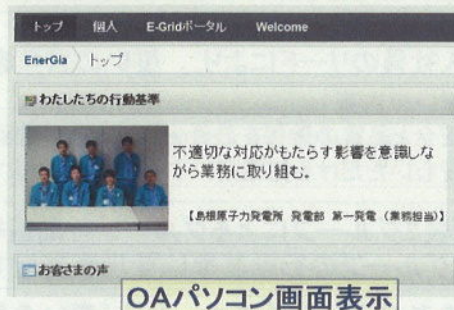 トップ 個人 E-Gridポータル Welcome
EnerGia トップ
わたしたちの行動基準
不適切な対応がもたらす影響を意識しな
がら業務に取り組む。
【島根原子力発電所 発電部 第一発電 (業務担当)】
お客さまの声
OAパソコン画面表示